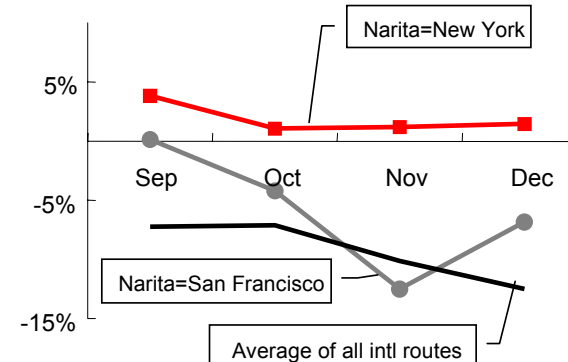 Narita=New York
5%
Sep Oct Nov Dec
-5%
Narita=San Francisco
-15%
Average of all intl routes